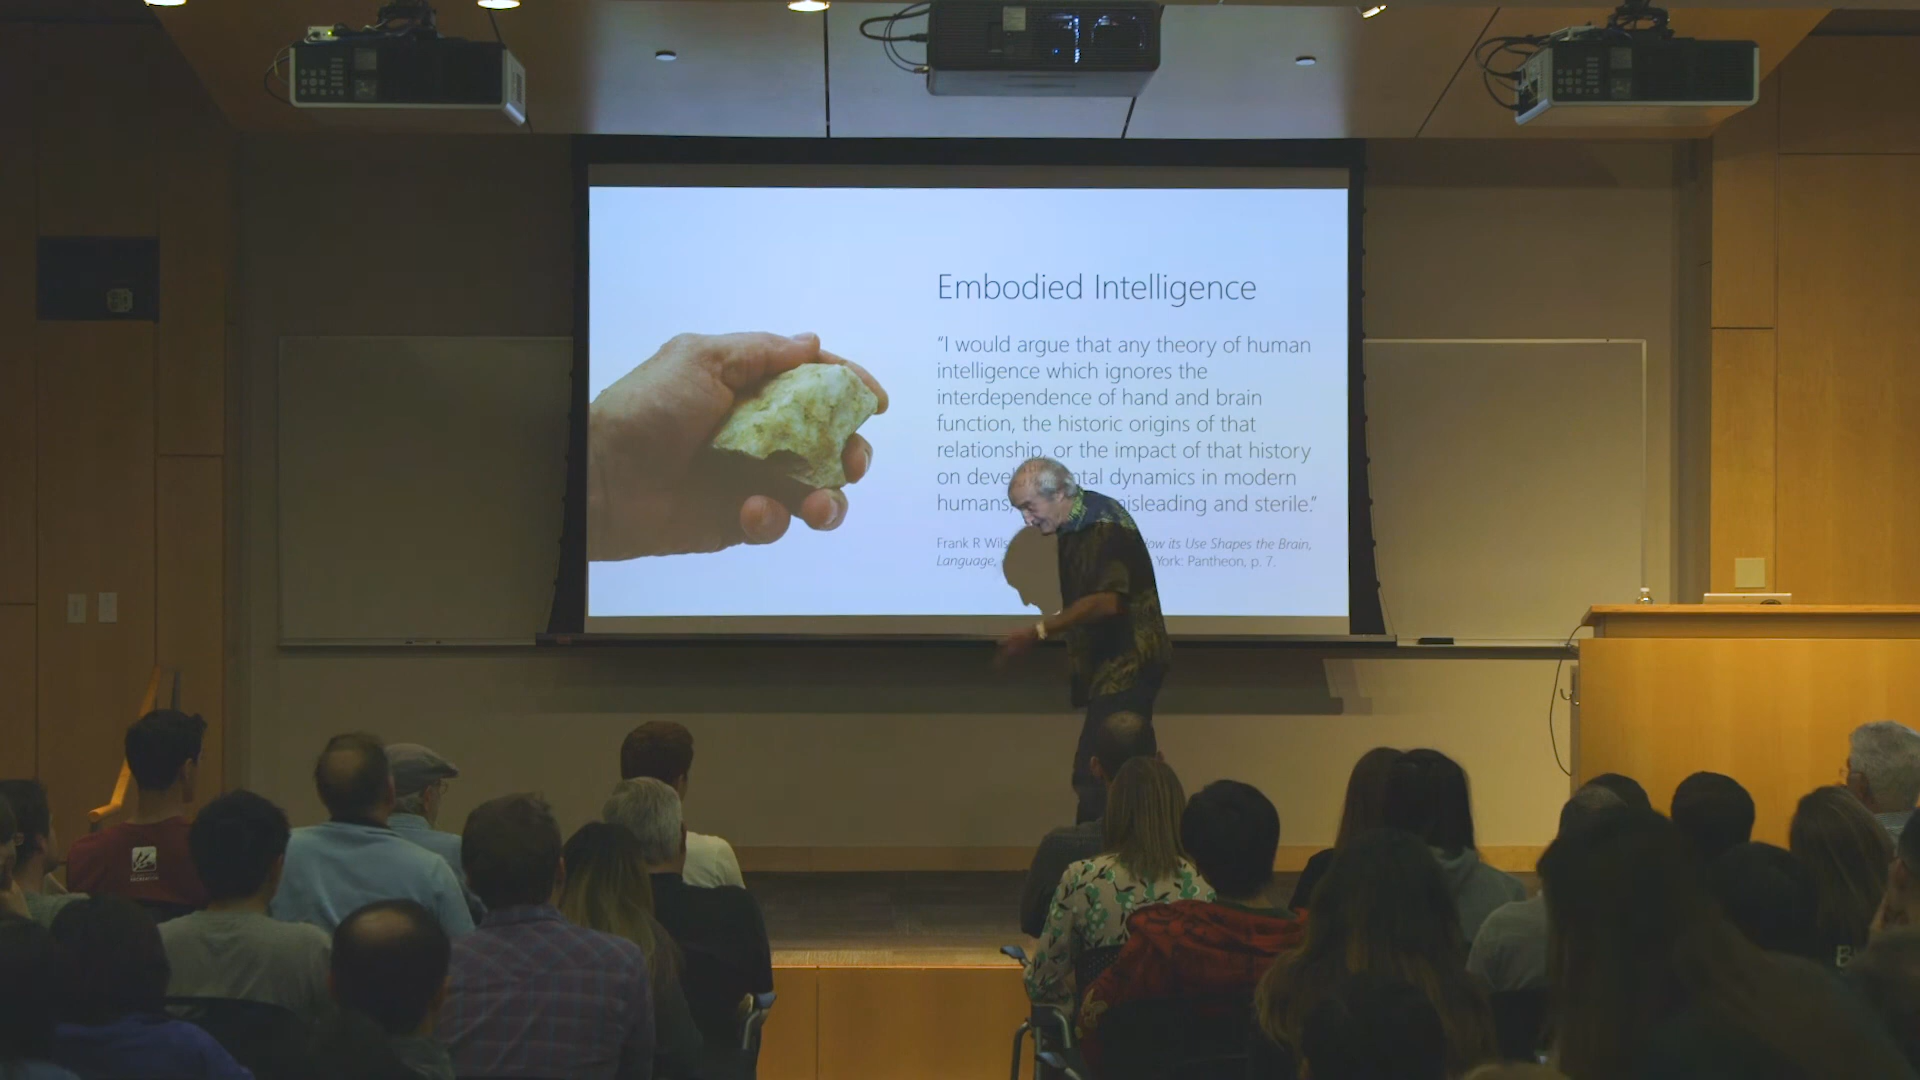 Embodied Intelligence
“I would argue that any theory of human
intelligence which ignores the
interdependence of hand and brain
function, the historic origins of that
relationship, or the impact of that history
on deve tal dynamics in modern
humans, isleading and sterile.”
Frank R Wils ow its Use Shapes the Brain,
Language, York: Pantheon, p. 7.